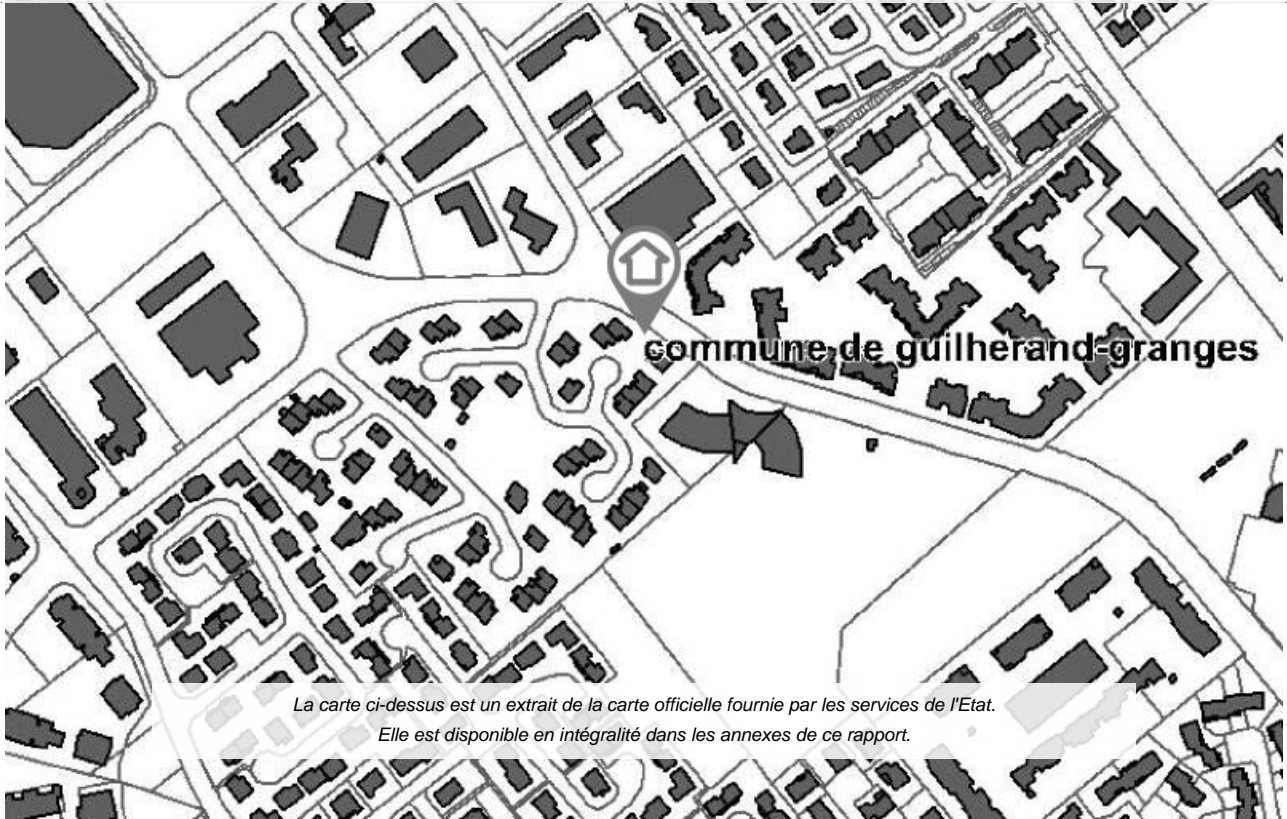 commune de guilherand-granges
La carte ci-dessus est un extrait de la carte officielle fournie par les services de l'Etat.
Elle est disponible en intégralité dans les annexes de ce rapport.